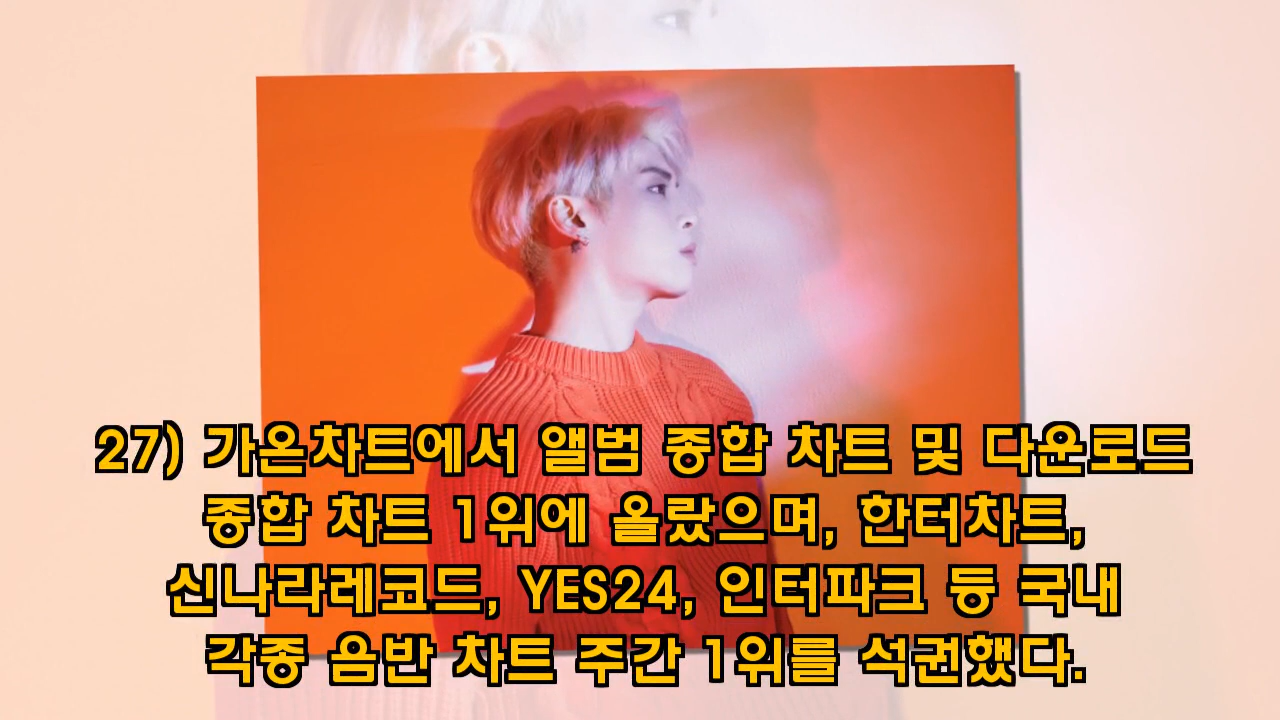 27) 가온차트에서 앨범 종합 차트 및 다운로드
종합 차트 1위에 올랐으며, 한터차트,
신나라레코드, YES24, 인터파크 등 국내
각종 음반 차트 주간 1위를 석권했다.